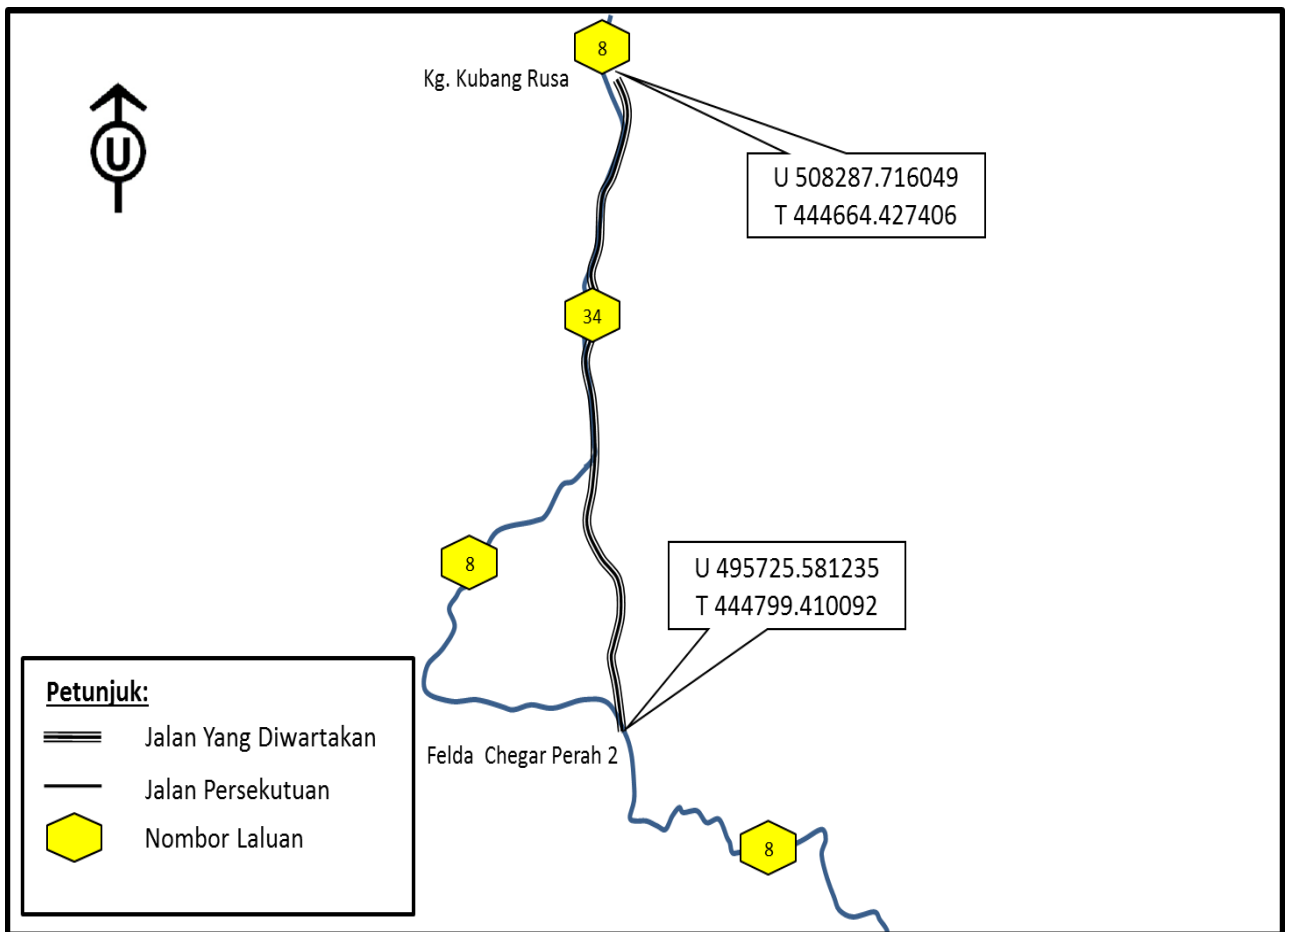 8
Kg. Kubang Rusa
U
U 508287.716049
T 444664.427406
34
8
U 495725.581235
T 444799.410092
Petunjuk:
Jalan Yang Diwartakan
Jalan Persekutuan
Nombor Laluan
Felda Chegar Perah 2
8